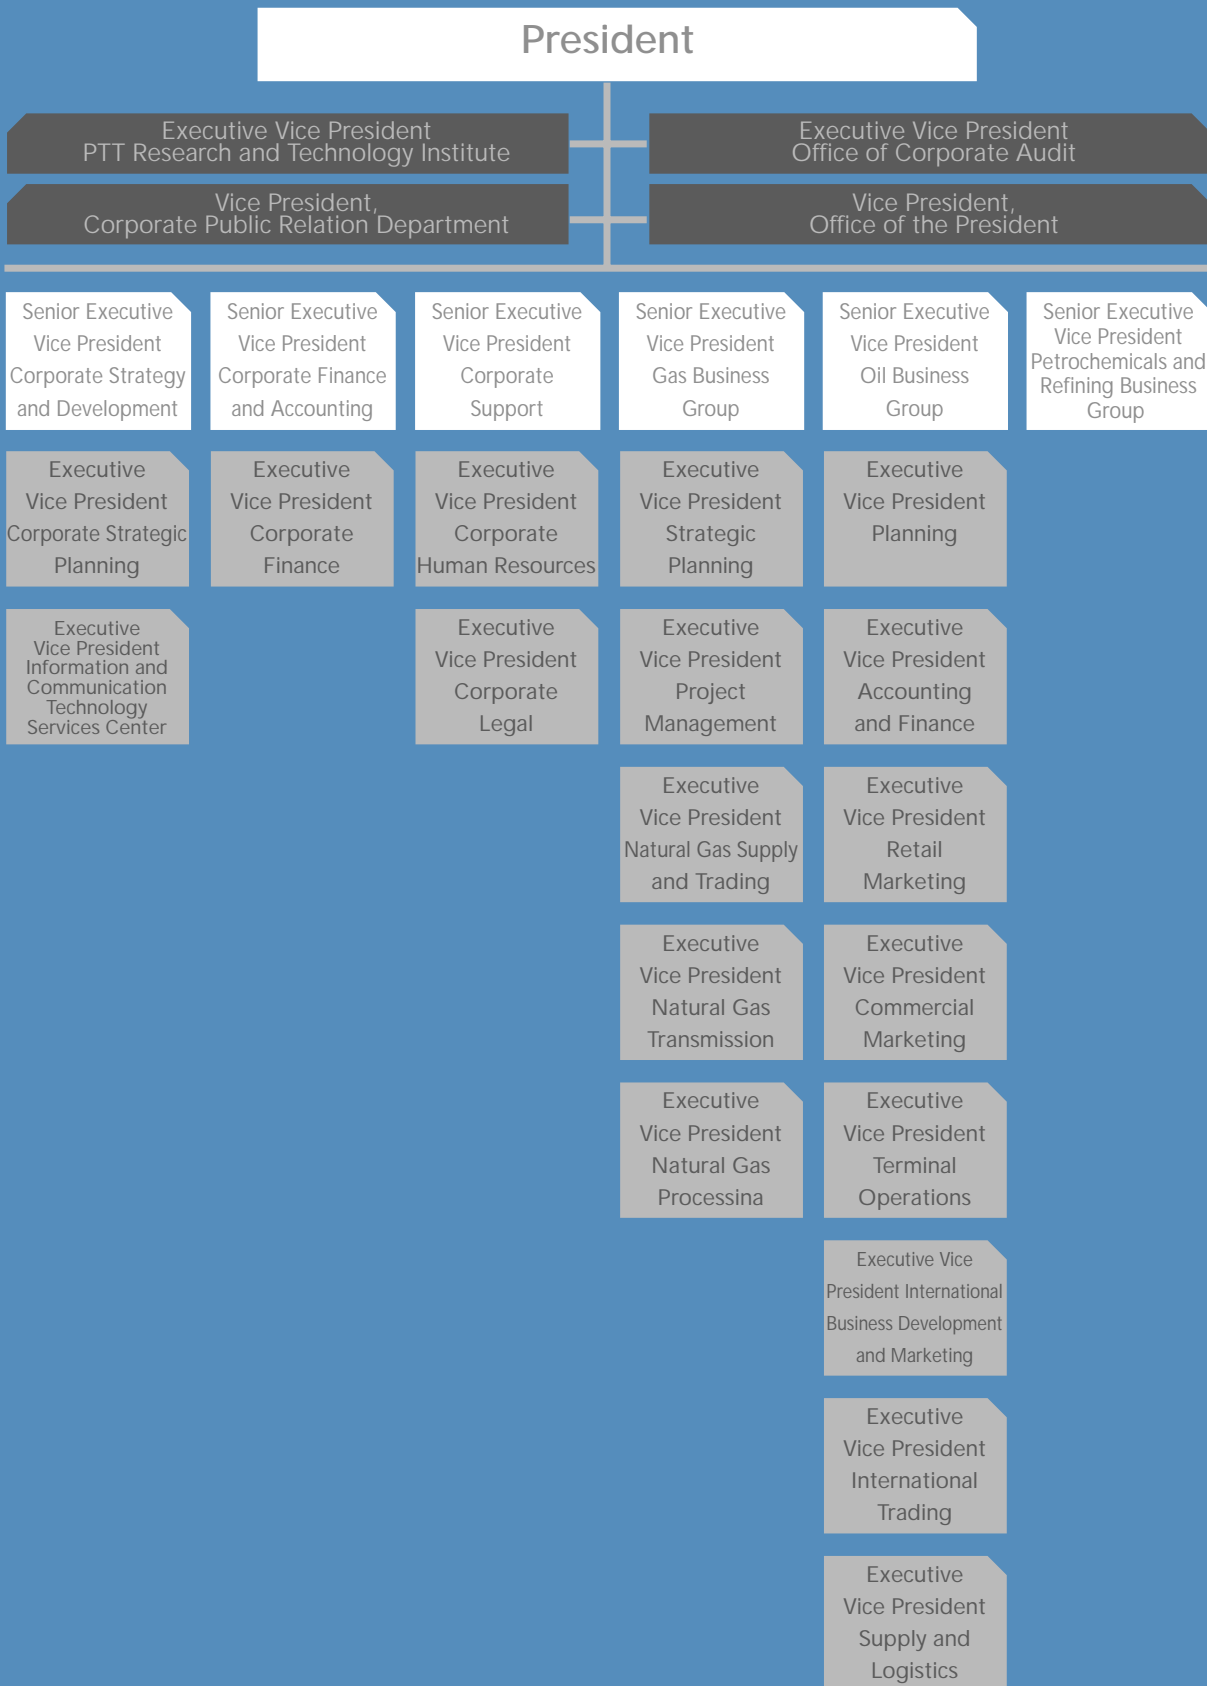 President
Executive Vice President
PTT Research and Technology Institute
Executive Vice President
Office of Corporate Audit
Vice President,
Corporate Public Relation Department
Vice President,
Office of the President
Senior Executive
Vice President
Corporate Strategy
and Development
Senior Executive
Vice President
Corporate Finance
and Accounting
Senior Executive
Vice President
Corporate
Support
Senior Executive
Vice President
Gas Business
Group
Senior Executive
Vice President
Oil Business
Group
Senior Executive
Vice President
Petrochemicals and
Refining Business
Group
Executive
Vice President
Corporate Strategic
Planning
Executive
Vice President
Corporate
Finance
Executive
Vice President
Corporate
Human Resources
Executive
Vice President
Strategic
Planning
Executive
Vice President
Planning
Executive
Vice President
Information and
Communication
Technology
Services Center
Executive
Vice President
Corporate
Legal
Executive
Vice President
Project
Management
Executive
Vice President
Accounting
and Finance
Executive
Vice President
Natural Gas Supply
and Trading
Executive
Vice President
Retail
Marketing
Executive
Vice President
Natural Gas
Transmission
Executive
Vice President
Commercial
Marketing
Executive
Vice President
Natural Gas
Processina
Executive
Vice President
Terminal
Operations
Executive Vice
President International
Business Development
and Marketing
Executive
Vice President
International
Trading
Executive
Vice President
Supply and
Logistics